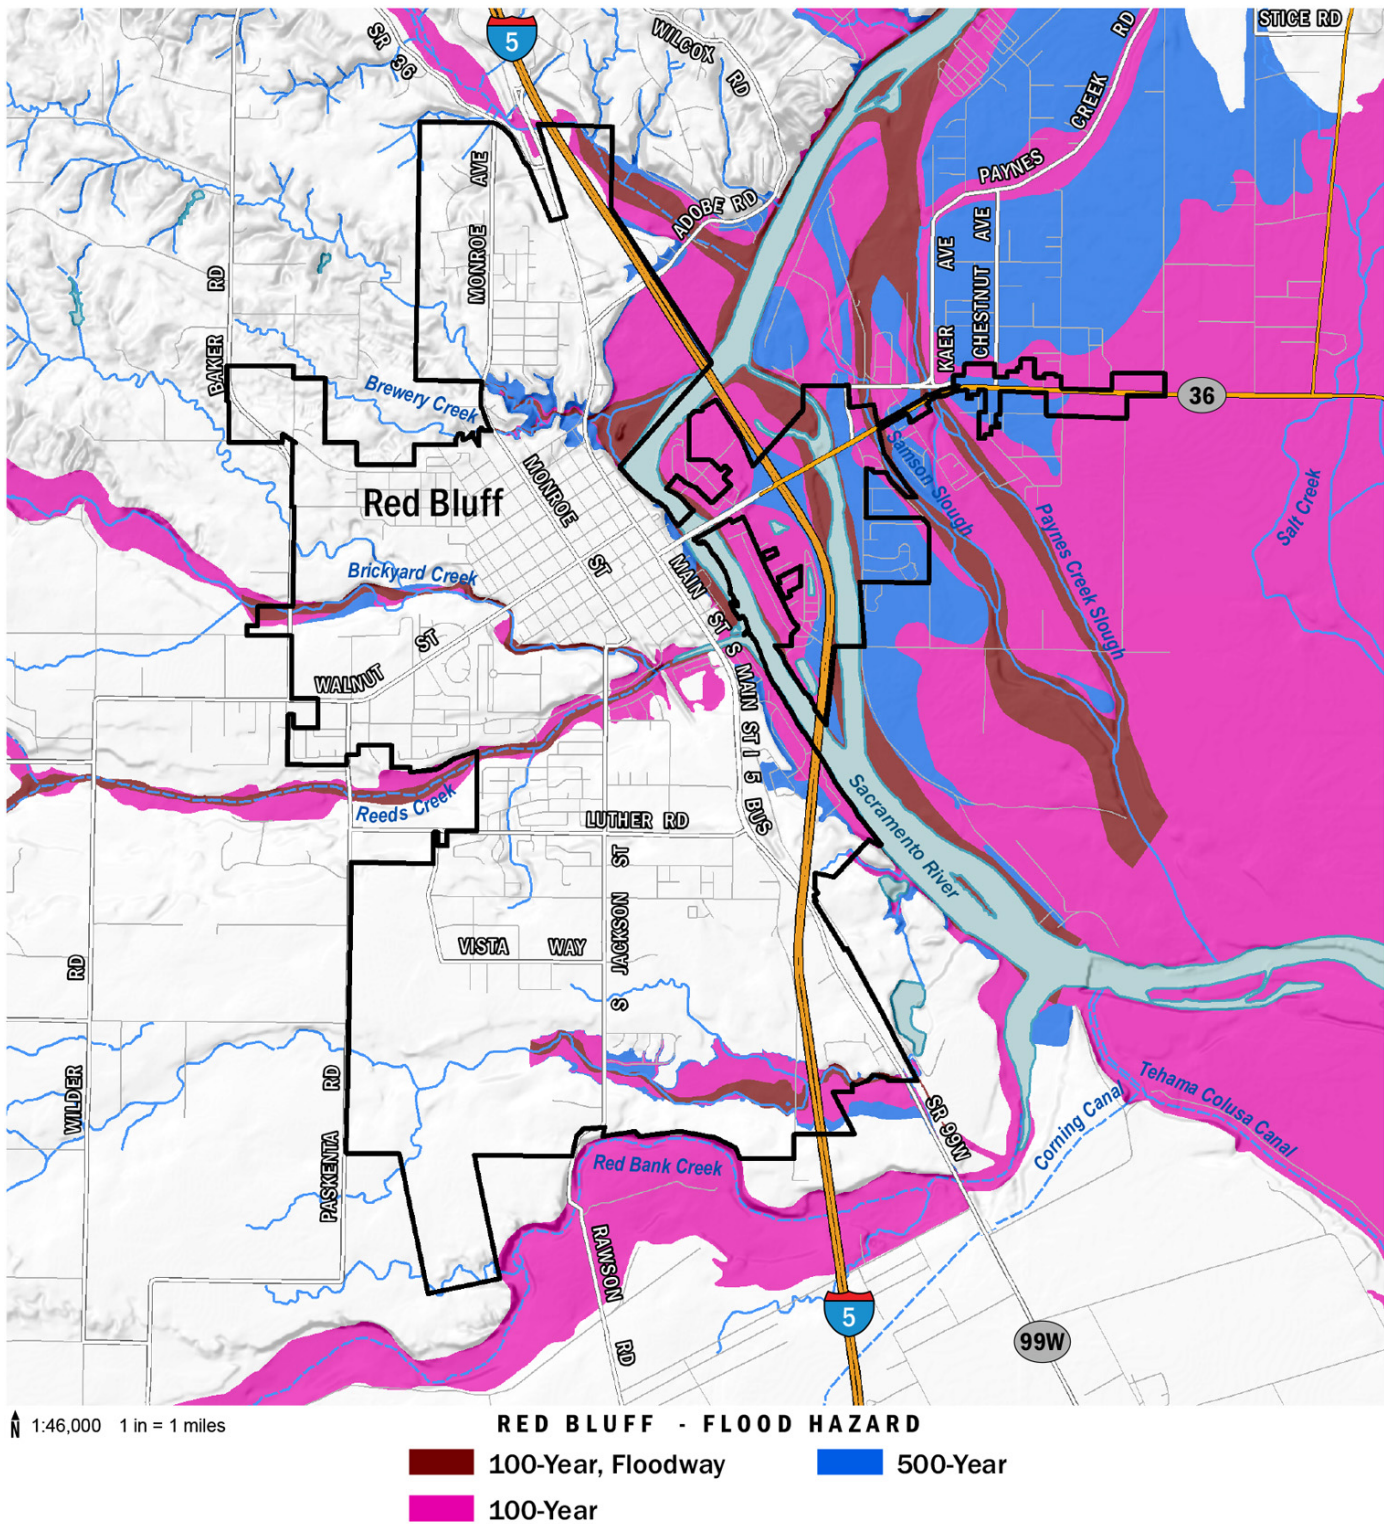 STICE RD
SR 36
5
WILCOX RD
PAYNES CREEK RD
MONROE AVE
ADOBE RD
KAER AVE
CHESTNUT AVE
BAKER RD
Brewery Creek
36
Red Bluff
MONROE ST
Samson Slough
Paynes Creek Slough
Salt Creek
Brickyard Creek
MAIN ST
WALNUT ST
S MAIN ST I 5 BUS
Reeds Creek
LUTHER RD
Sacramento River
S JACKSON ST
VISTA WAY
WILDER RD
PASKENTA RD
SR 99W
Corning Canal
Tehama Colusa Canal
Red Bank Creek
RAWSON RD
5
99W
N 1:46,000 1 in = 1 miles
RED BLUFF - FLOOD HAZARD
100-Year, Floodway
500-Year
100-Year